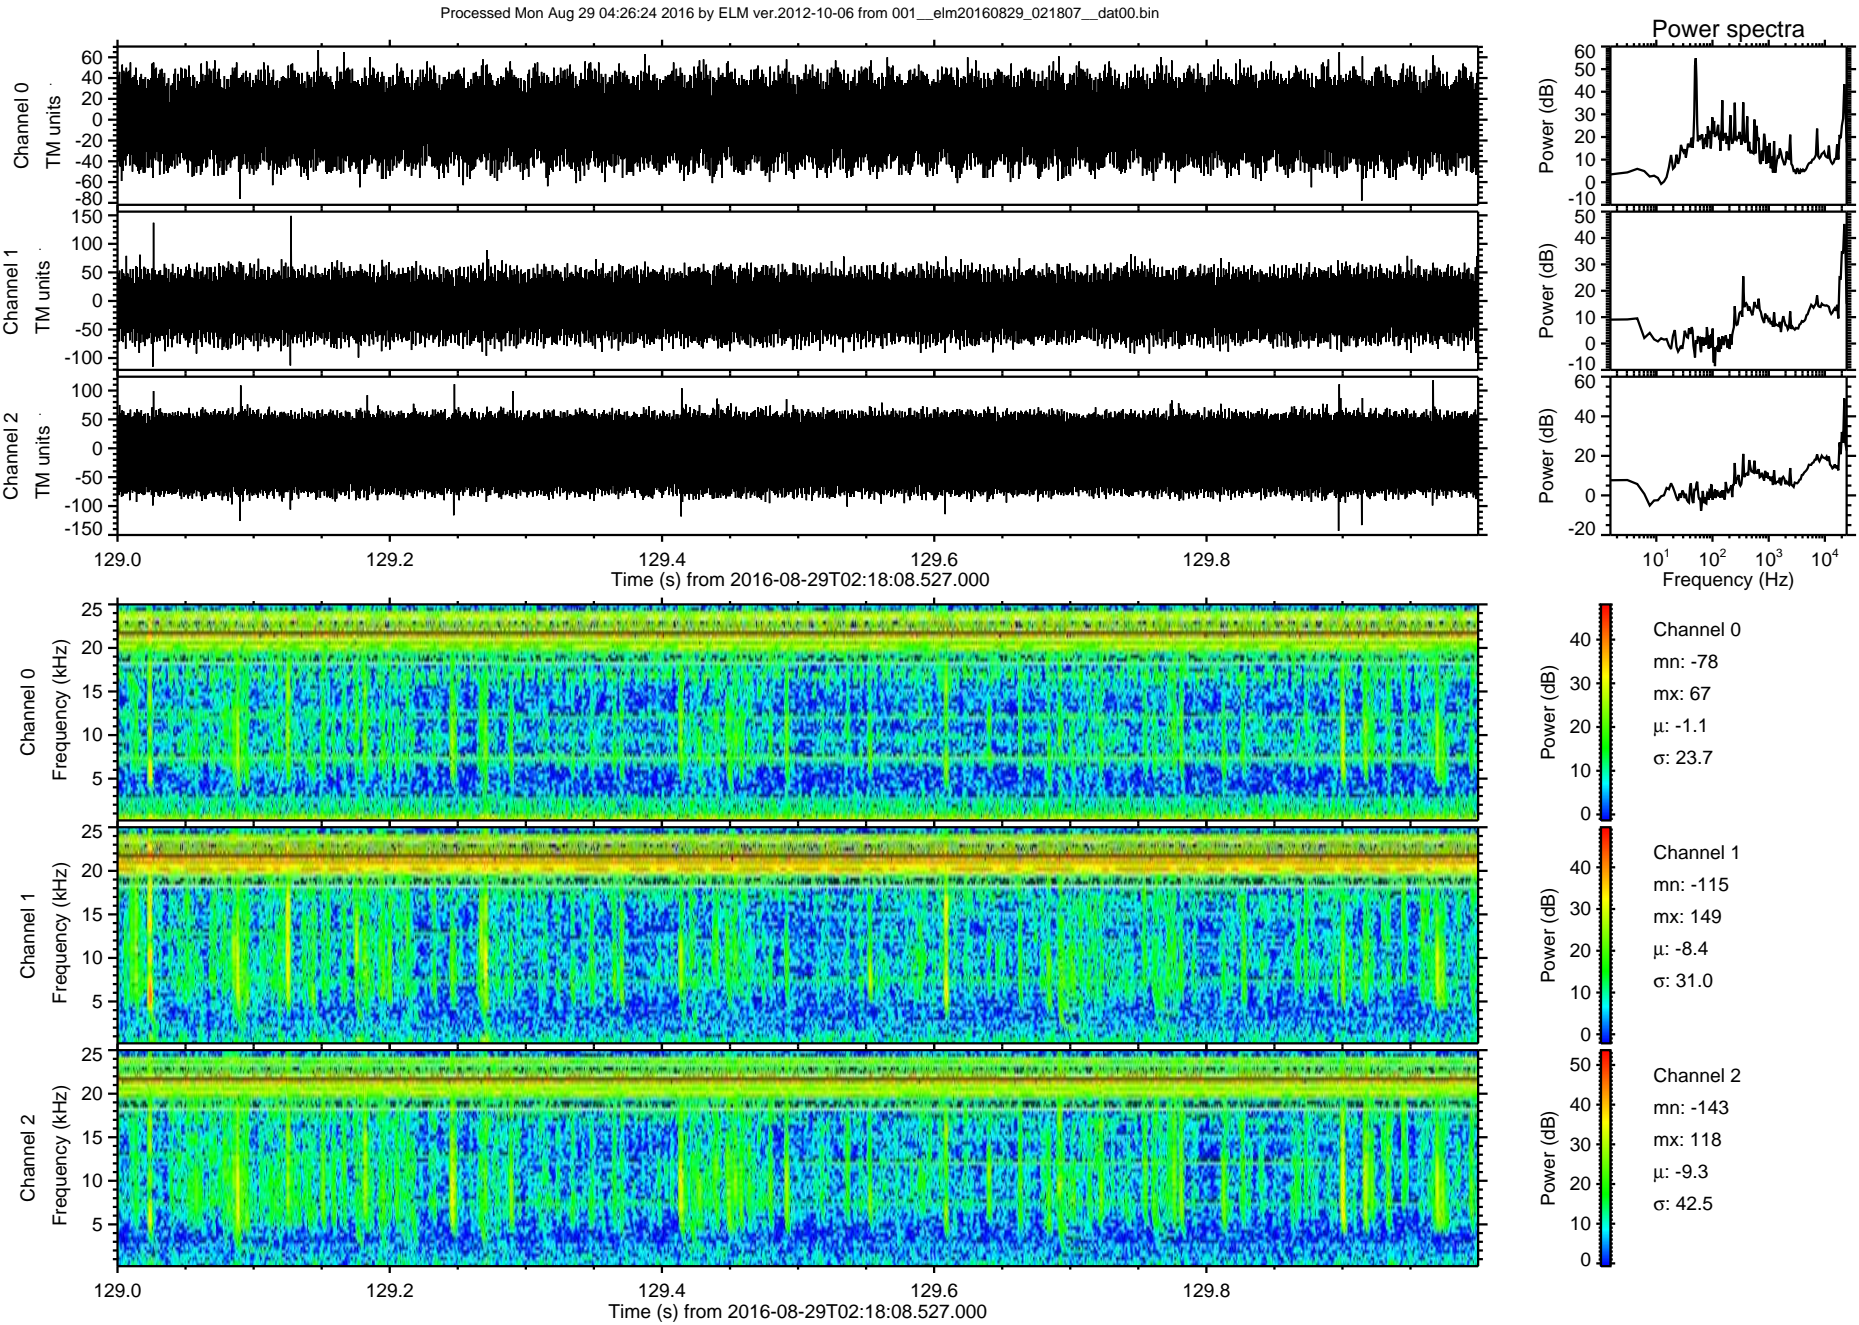 Processed Mon Aug 29 04:26:24 2016 by ELM ver.2012-10-06 from 001__elm20160829_021807__dat00.bin
Power spectra
Channel 0
TM units
60
40
20
0
-20
-40
-60
-80
Power (dB)
60
50
40
30
20
10
0
-10
Channel 1
TM units
150
100
50
0
-50
-100
Power (dB)
50
40
30
20
10
0
-10
Channel 2
TM units
100
50
0
-50
-100
-150
Power (dB)
60
40
20
0
-20
129.0 129.2 129.4 129.6 129.8
Time (s) from 2016-08-29T02:18:08.527.000
10¹ 10² 10³ 10⁴
Frequency (Hz)
Channel 0
Frequency (kHz)
25
20
15
10
5
Power (dB)
40
30
20
10
0
Channel 0
mn: -78
mx: 67
μ: -1.1
σ: 23.7
Channel 1
Frequency (kHz)
25
20
15
10
5
Power (dB)
40
30
20
10
0
Channel 1
mn: -115
mx: 149
μ: -8.4
σ: 31.0
Channel 2
Frequency (kHz)
25
20
15
10
5
Power (dB)
50
40
30
20
10
0
Channel 2
mn: -143
mx: 118
μ: -9.3
σ: 42.5
129.0 129.2 129.4 129.6 129.8
Time (s) from 2016-08-29T02:18:08.527.000